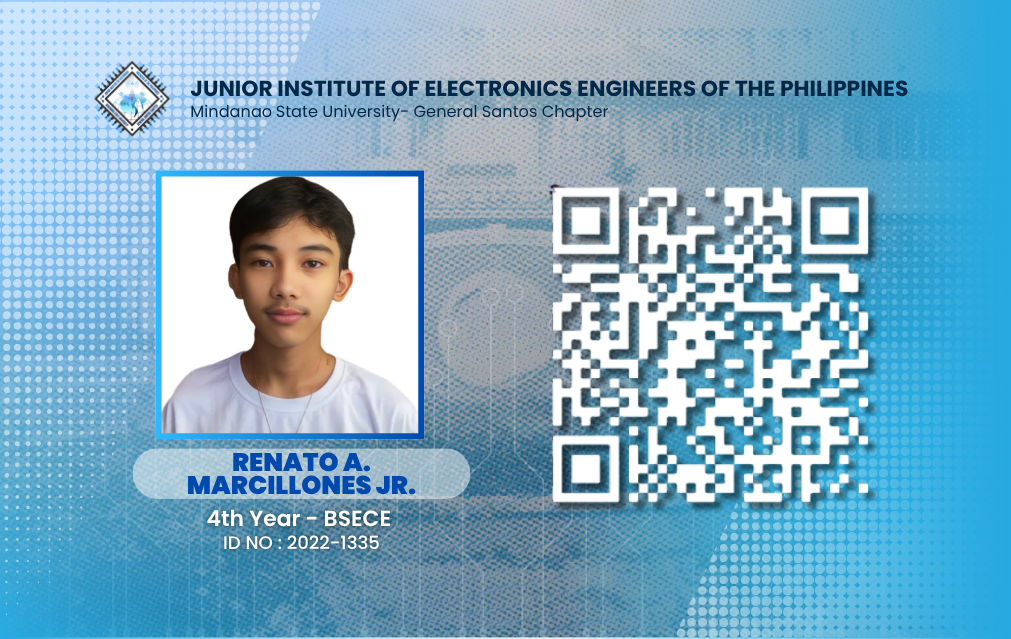 JUNIOR INSTITUTE OF ELECTRONICS ENGINEERS OF THE PHILIPPINES
Mindanao State University- General Santos Chapter
RENATO A.
MARCILLONES JR.
4th Year - BSECE
ID NO : 2022-1335